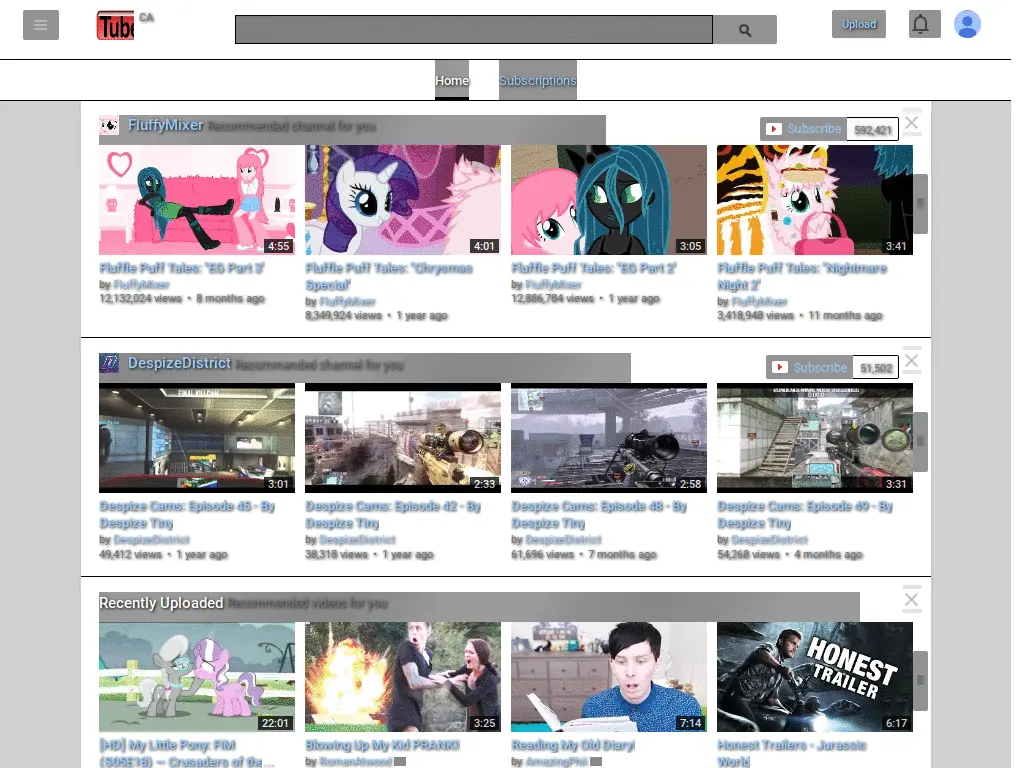 Tube CA
Upload
Home Subscriptions
FluffyMixer Recommended channel for you
Subscribe 592,421
4:55 4:01 3:05 3:41
Fluffle Puff Tales: "EG Part 3"
by FluffyMixer
12,132,024 views • 8 months ago
Fluffle Puff Tales: "Chrysmas
Special"
by FluffyMixer
8,349,924 views • 1 year ago
Fluffle Puff Tales: "EG Part 2"
by FluffyMixer
12,886,784 views • 1 year ago
Fluffle Puff Tales: "Nightmare
Night 2"
by FluffyMixer
3,418,948 views • 11 months ago
DespizeDistrict Recommended channel for you
Subscribe 51,502
3:01 2:33 2:58 3:31
Despize Cams: Episode 45 - By
Despize Tiny
by DespizeDistrict
49,412 views • 1 year ago
Despize Cams: Episode 42 - By
Despize Tiny
by DespizeDistrict
38,318 views • 1 year ago
Despize Cams: Episode 48 - By
Despize Tiny
by DespizeDistrict
61,696 views • 7 months ago
Despize Cams: Episode 49 - By
Despize Tiny
by DespizeDistrict
54,268 views • 4 months ago
Recently Uploaded Recommended videos for you
HONEST
TRAILER
22:01 3:25 7:14 6:17
[HD] My Little Pony: FiM
(S05E18) — Crusaders of the...
Blowing Up My Kid PRANK!!
by RomanAtwood
Reading My Old Diary!
by AmazingPhil
Honest Trailers - Jurassic
World